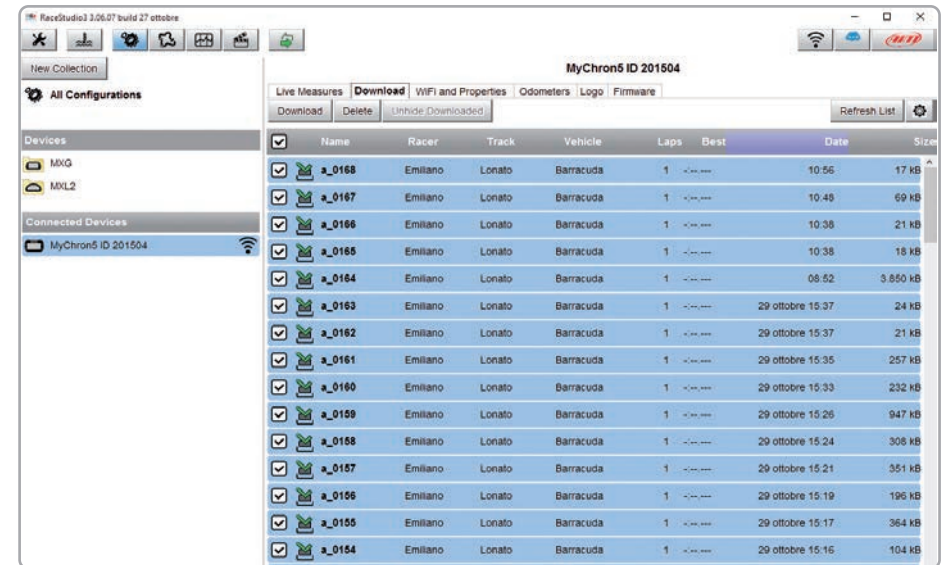 RaceStudio3 3.06.07 build 27 ottobre
AIM
New Collection
All Configurations
Devices
MXG
MXL2
Connected Devices
MyChron5 ID 201504
MyChron5 ID 201504
Live Measures Download WiFi and Properties Odometers Logo Firmware
Download Delete Unhide Downloaded Refresh List
Name Racer Track Vehicle Laps Best Date Size
a_0168 Emiliano Lonato Barracuda 1 -:--.--- 10:56 17 kB
a_0167 Emiliano Lonato Barracuda 1 -:--.--- 10:48 69 kB
a_0166 Emiliano Lonato Barracuda 1 -:--.--- 10:38 21 kB
a_0165 Emiliano Lonato Barracuda 1 -:--.--- 10:38 18 kB
a_0164 Emiliano Lonato Barracuda 1 -:--.--- 08:52 3.850 kB
a_0163 Emiliano Lonato Barracuda 1 -:--.--- 29 ottobre 15:37 24 kB
a_0162 Emiliano Lonato Barracuda 1 -:--.--- 29 ottobre 15:37 21 kB
a_0161 Emiliano Lonato Barracuda 1 -:--.--- 29 ottobre 15:35 257 kB
a_0160 Emiliano Lonato Barracuda 1 -:--.--- 29 ottobre 15:33 232 kB
a_0159 Emiliano Lonato Barracuda 1 -:--.--- 29 ottobre 15:26 947 kB
a_0158 Emiliano Lonato Barracuda 1 -:--.--- 29 ottobre 15:24 308 kB
a_0157 Emiliano Lonato Barracuda 1 -:--.--- 29 ottobre 15:21 351 kB
a_0156 Emiliano Lonato Barracuda 1 -:--.--- 29 ottobre 15:19 196 kB
a_0155 Emiliano Lonato Barracuda 1 -:--.--- 29 ottobre 15:17 364 kB
a_0154 Emiliano Lonato Barracuda 1 -:--.--- 29 ottobre 15:16 104 kB